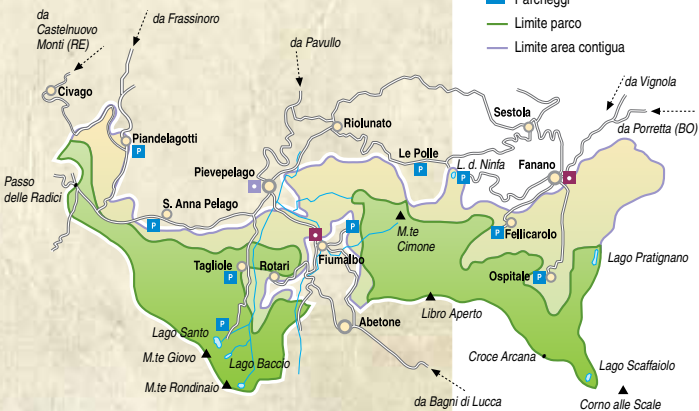 Parcheggi
Limite parco
Limite area contigua
da
Castelnuovo
Monti (RE)
da Frassinoro
da Pavullo
da Vignola
da Porretta (BO)
Civago
Piandelagotti
P
Riolunato
Sestola
Le Polle
P
L. d. Ninfa
P
Fanano
Pievepelago
Passo
delle Radici
S. Anna Pelago
P
P
M.te
Cimone
P
Fellicarolo
Fiumalbo
Tagliole
P
Rotari
Ospitale
P
Lago Pratignano
Libro Aperto
P
Lago Santo
Abetone
M.te Giovo
Lago Baccio
Croce Arcana
Lago Scaffaiolo
M.te Rondinaio
da Bagni di Lucca
Corno alle Scale